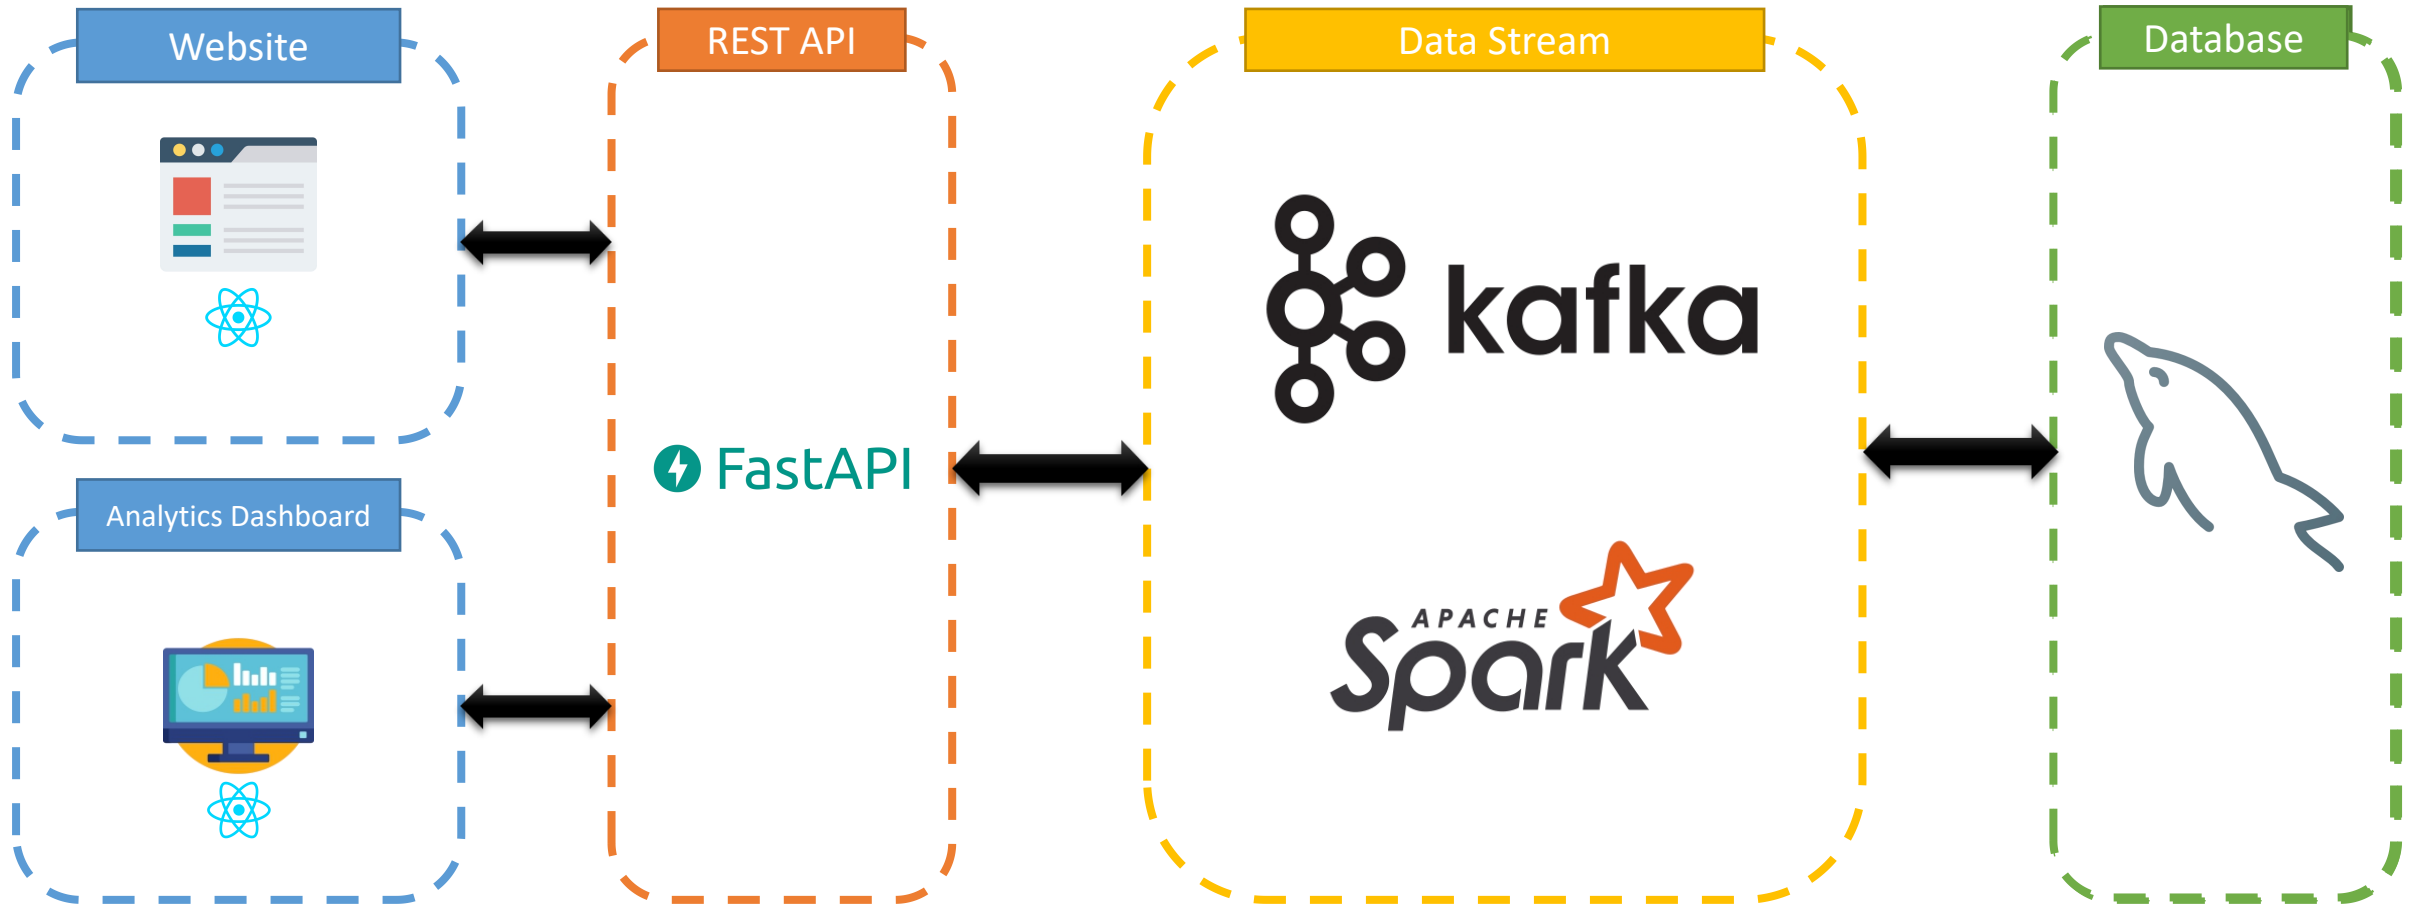 Website
REST API
Data Stream
Database
kafka
FastAPI
Analytics Dashboard
APACHE
Spark